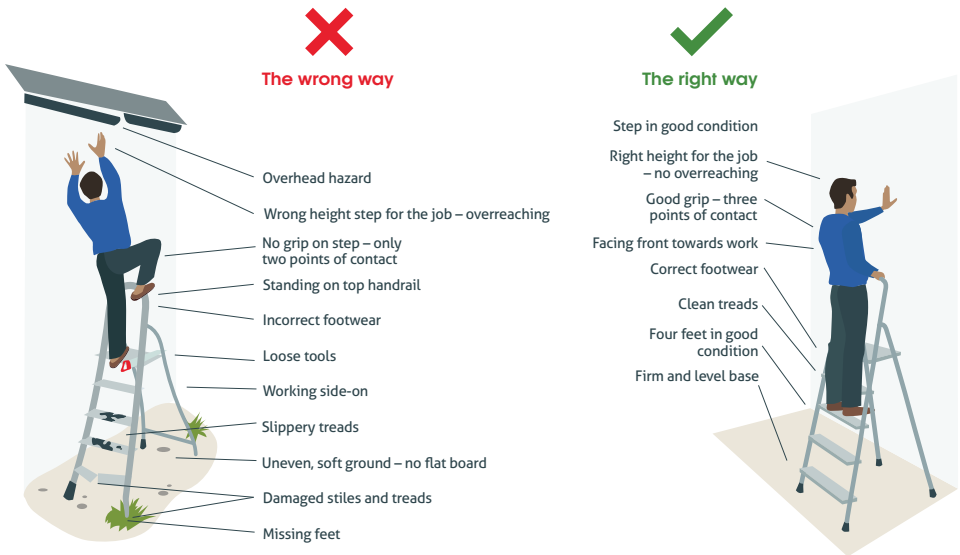 The wrong way
Overhead hazard
Wrong height step for the job – overreaching
No grip on step – only
two points of contact
Standing on top handrail
Incorrect footwear
Loose tools
Working side-on
Slippery treads
Uneven, soft ground – no flat board
Damaged stiles and treads
Missing feet
The right way
Step in good condition
Right height for the job
– no overreaching
Good grip – three
points of contact
Facing front towards work
Correct footwear
Clean treads
Four feet in good
condition
Firm and level base